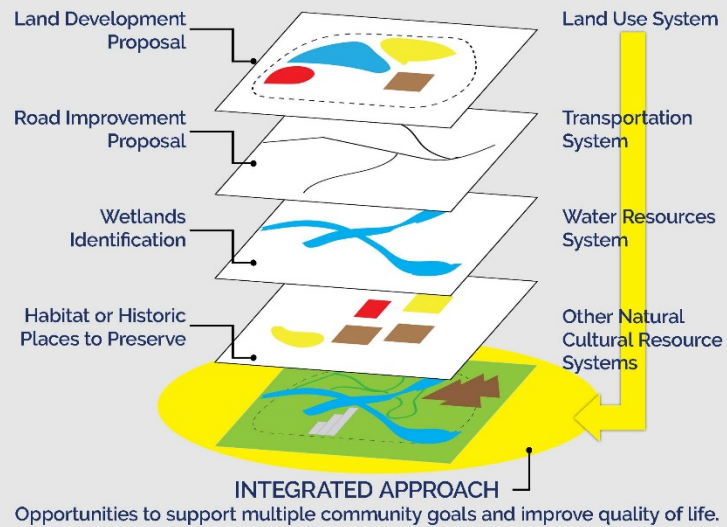 Land Development
Proposal
Land Use System
Road Improvement
Proposal
Transportation
System
Wetlands
Identification
Water Resources
System
Habitat or Historic
Places to Preserve
Other Natural
Cultural Resource
Systems
INTEGRATED APPROACH
Opportunities to support multiple community goals and improve quality of life.